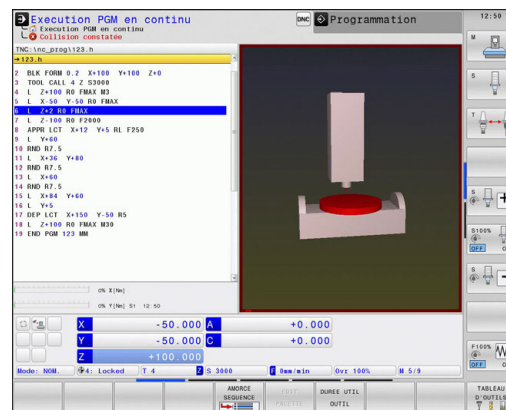 Execution PGM en continu
DNC
Programmation
12:50
Execution PGM en continu
Collision constatée
TNC:\nc_prog\123.h
→123.h
2 BLK FORM 0.2 X+100 Y+100 Z+0
3 TOOL CALL 4 Z S3000
4 L Z+100 R0 FMAX M3
5 L X-50 Y-50 R0 FMAX
6 L Z+2 R0 FMAX
7 L Z-100 R0 F2000
8 APPR LCT X+12 Y+5 RL F250
9 L Y+60
10 RND R7.5
11 L X+36 Y+80
12 RND R7.5
13 L X+60
14 RND R7.5
15 L X+84 Y+60
16 L Y+5
17 DEP LCT X+150 Y-50 R5
18 L Z+100 R0 FMAX M30
19 END PGM 123 MM
0% X[Nm]
0% Y[Nm] S1 12:50
X -50.000 A +0.000
Y -50.000 C +0.000
Z +100.000
Mode: NOM. 4: Locked T 4 Z S 3000 F 0mm/min Ovr 100% M 5/9
M
S
T
S
S100%
OFF
S
F100%
OFF
AMORCE
SEQUENCE
EDIT
PALETTE
DUREE UTIL
OUTIL
TABLEAU
D'OUTILS